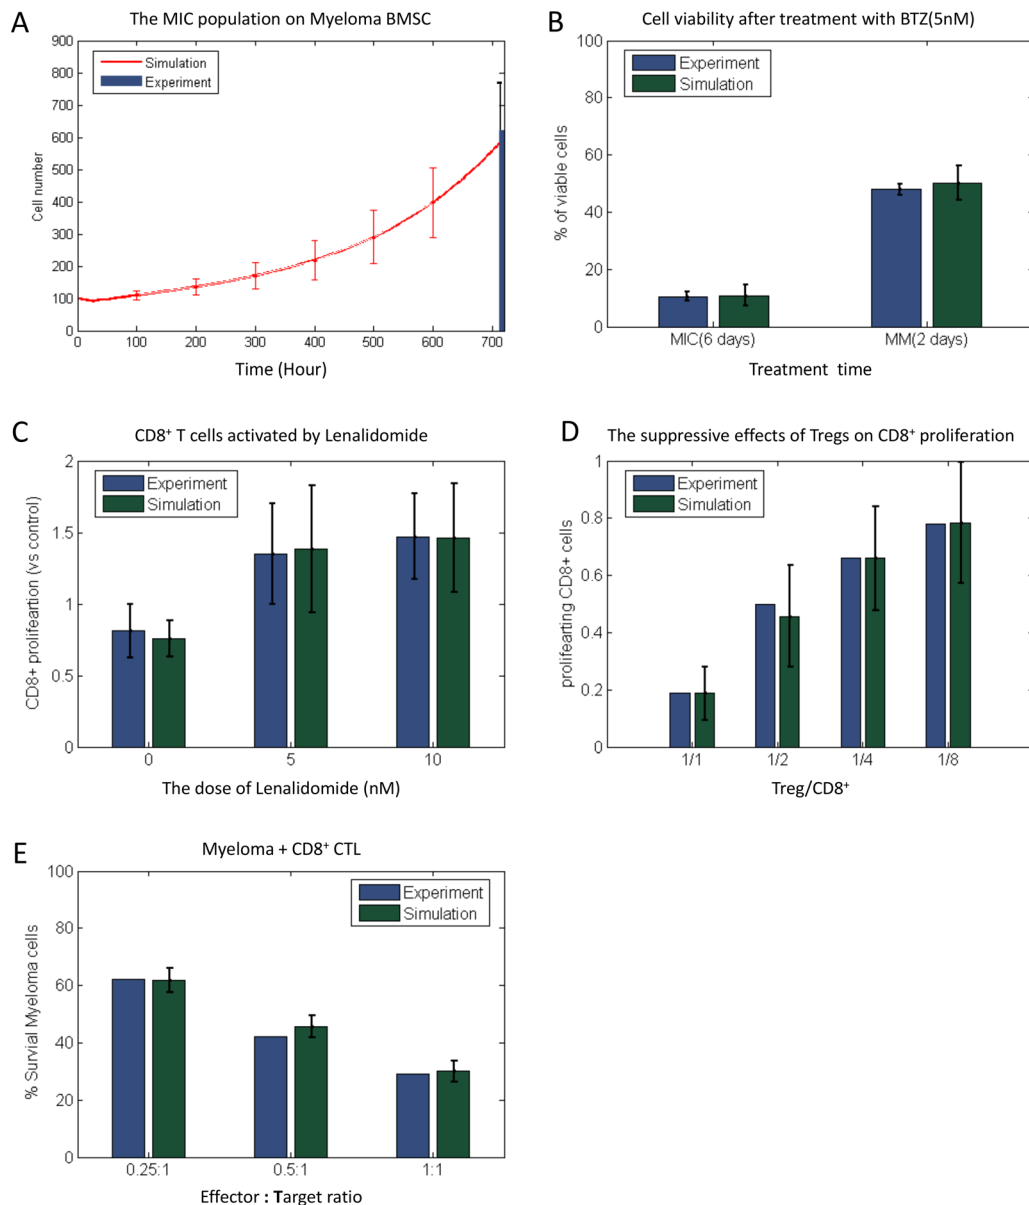 A
The MIC population on Myeloma BMSC
900
800
700
600
500
400
300
200
100
0
Cell number
Simulation
Experiment
0 100 200 300 400 500 600 700
Time (Hour)
B
Cell viability after treatment with BTZ(5nM)
100
80
60
40
20
0
% of viable cells
Experiment
Simulation
MIC(6 days) MM(2 days)
Treatment time
C
CD8+ T cells activated by Lenalidomide
2
1.5
1
0.5
0
CD8+ prolifeartion (vs control)
Experiment
Simulation
0 5 10
The dose of Lenalidomide (nM)
D
The suppressive effects of Tregs on CD8+ proliferation
1
0.8
0.6
0.4
0.2
0
prolifearting CD8+ cells
Experiment
Simulation
1/1 1/2 1/4 1/8
Treg/CD8+
E
Myeloma + CD8+ CTL
100
80
60
40
20
0
% Survial Myeloma cells
Experiment
Simulation
0.25:1 0.5:1 1:1
Effector : Target ratio